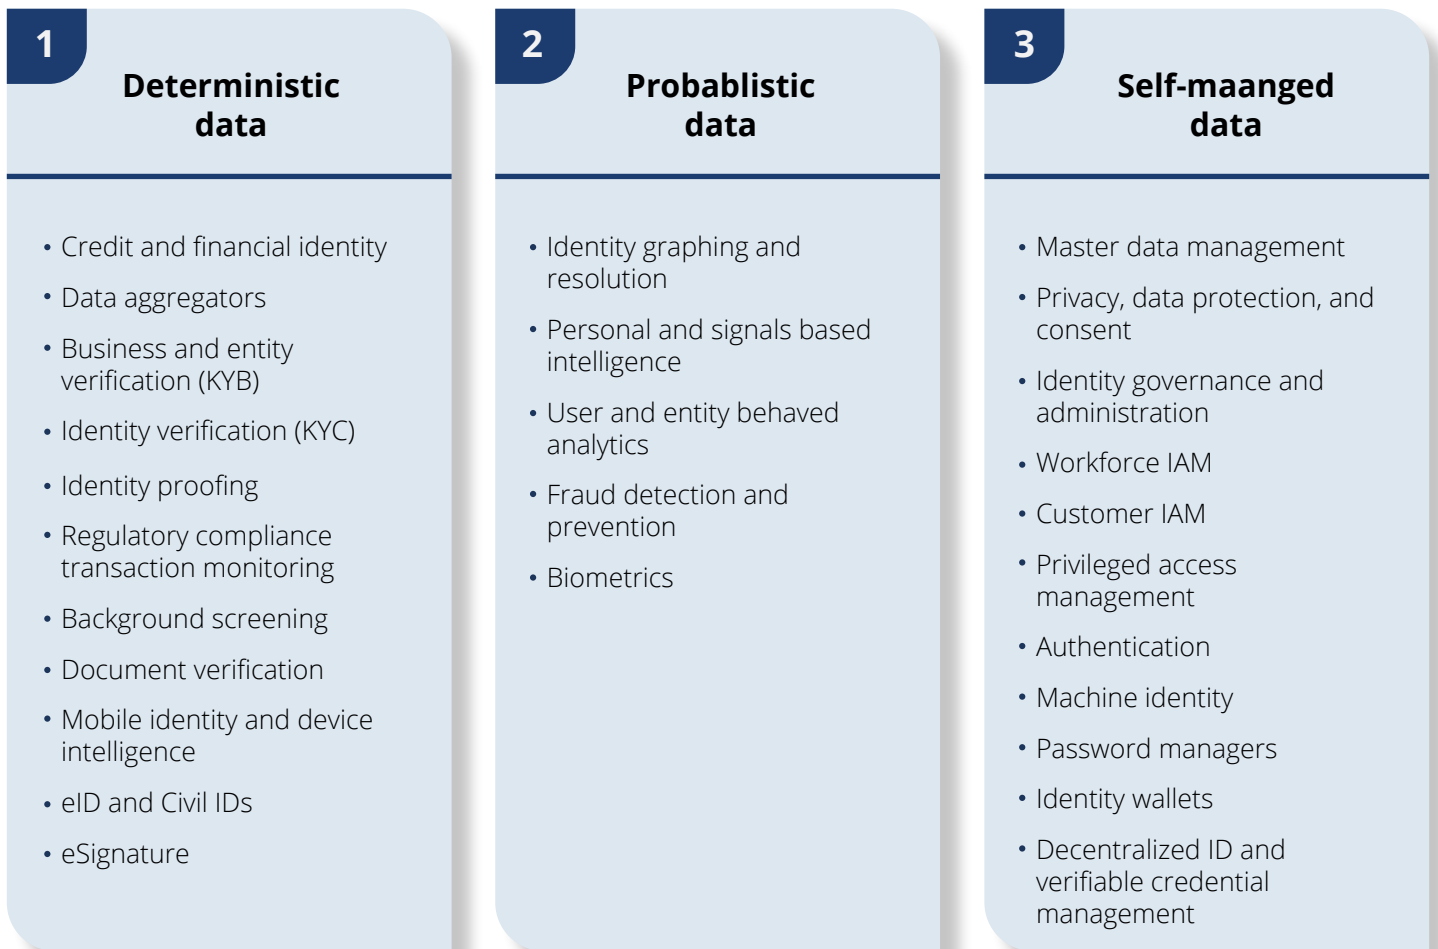 1
Deterministic
data
• Credit and financial identity
• Data aggregators
• Business and entity
verification (KYB)
• Identity verification (KYC)
• Identity proofing
• Regulatory compliance
transaction monitoring
• Background screening
• Document verification
• Mobile identity and device
intelligence
• eID and Civil IDs
• eSignature
2
Probablistic
data
• Identity graphing and
resolution
• Personal and signals based
intelligence
• User and entity behaved
analytics
• Fraud detection and
prevention
• Biometrics
3
Self-maanged
data
• Master data management
• Privacy, data protection, and
consent
• Identity governance and
administration
• Workforce IAM
• Customer IAM
• Privileged access
management
• Authentication
• Machine identity
• Password managers
• Identity wallets
• Decentralized ID and
verifiable credential
management